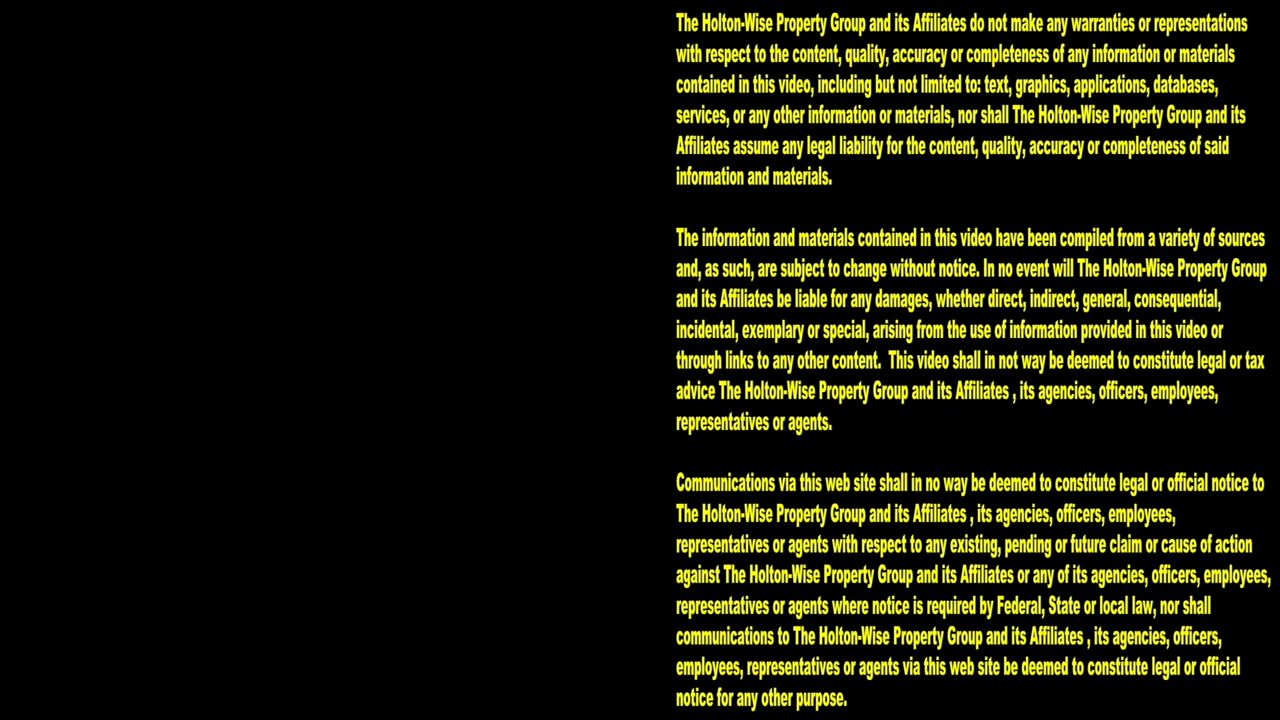 The Holton-Wise Property Group and its Affiliates do not make any warranties or representations
with respect to the content, quality, accuracy or completeness of any information or materials
contained in this video, including but not limited to: text, graphics, applications, databases,
services, or any other information or materials, nor shall The Holton-Wise Property Group and its
Affiliates assume any legal liability for the content, quality, accuracy or completeness of said
information and materials.
The information and materials contained in this video have been compiled from a variety of sources
and, as such, are subject to change without notice. In no event will The Holton-Wise Property Group
and its Affiliates be liable for any damages, whether direct, indirect, general, consequential,
incidental, exemplary or special, arising from the use of information provided in this video or
through links to any other content.  This video shall in not way be deemed to constitute legal or tax
advice The Holton-Wise Property Group and its Affiliates , its agencies, officers, employees,
representatives or agents.
Communications via this web site shall in no way be deemed to constitute legal or official notice to
The Holton-Wise Property Group and its Affiliates , its agencies, officers, employees,
representatives or agents with respect to any existing, pending or future claim or cause of action
against The Holton-Wise Property Group and its Affiliates or any of its agencies, officers, employees,
representatives or agents where notice is required by Federal, State or local law, nor shall
communications to The Holton-Wise Property Group and its Affiliates , its agencies, officers,
employees, representatives or agents via this web site be deemed to constitute legal or official
notice for any other purpose.